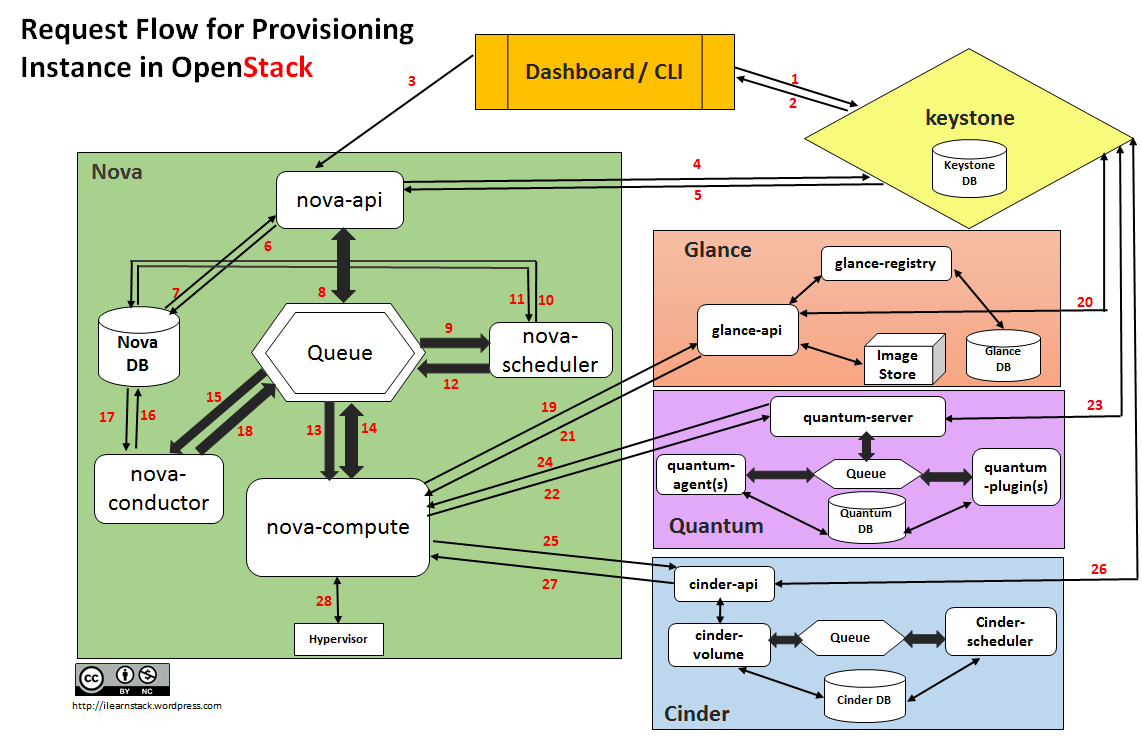 Request Flow for Provisioning
Instance in OpenStack
Dashboard / CLI
1
2
3
keystone
Keystone
DB
Nova
nova-api
4
5
6
7
8
Nova
DB
Queue
9
10
11
12
nova-
scheduler
13
14
15
16
17
18
nova-
conductor
nova-compute
28
Hypervisor
19
21
24
22
25
27
Glance
glance-registry
glance-api
20
Image
Store
Glance
DB
quantum-server
23
quantum-
agent(s)
Queue
quantum
-plugin(s)
Quantum
DB
Quantum
cinder-api
26
cinder-
volume
Queue
Cinder-
scheduler
Cinder DB
Cinder
cc
BY NC
http://ilearnstack.wordpress.com